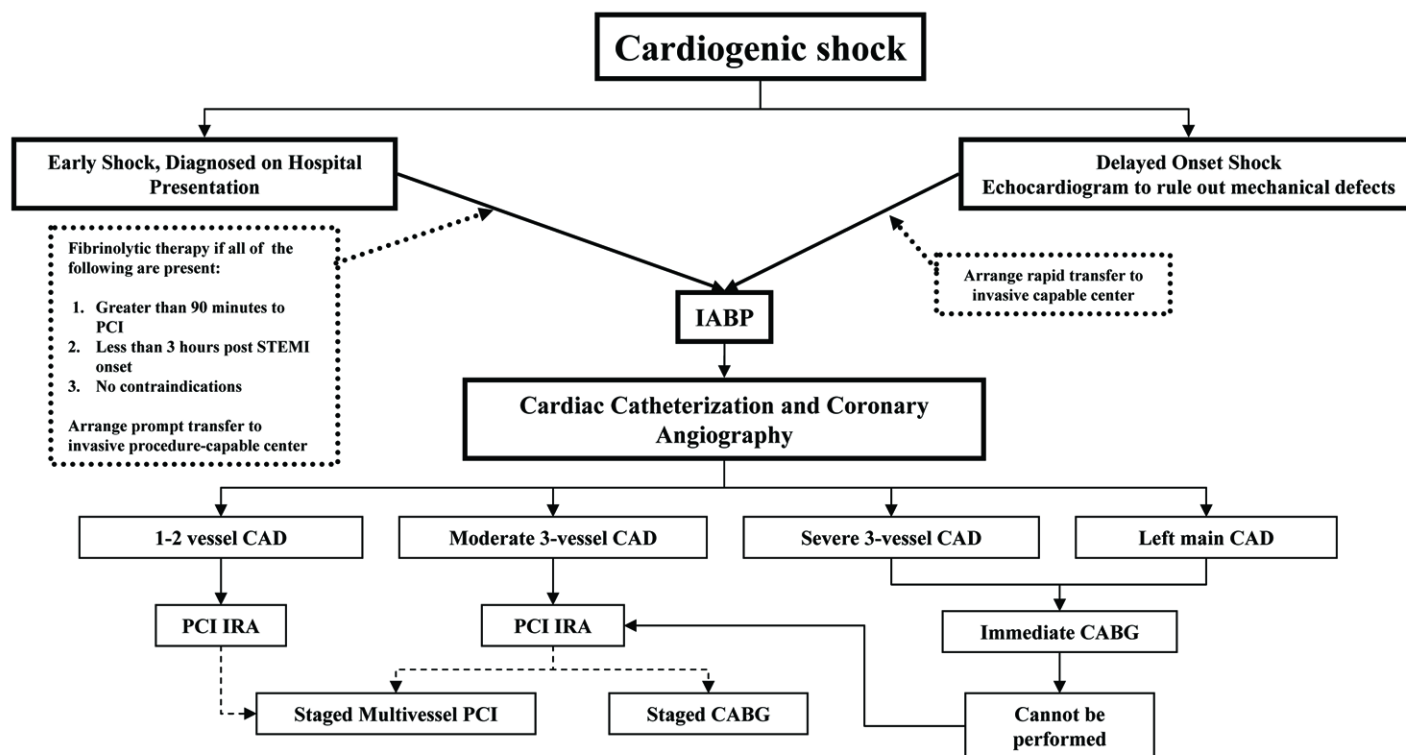 Cardiogenic shock
Early Shock, Diagnosed on Hospital
Presentation
Delayed Onset Shock
Echocardiogram to rule out mechanical defects
Fibrinolytic therapy if all of the
following are present:
1. Greater than 90 minutes to
PCI
2. Less than 3 hours post STEMI
onset
3. No contraindications
Arrange prompt transfer to
invasive procedure-capable center
Arrange rapid transfer to
invasive capable center
IABP
Cardiac Catheterization and Coronary
Angiography
1-2 vessel CAD
Moderate 3-vessel CAD
Severe 3-vessel CAD
Left main CAD
PCI IRA
PCI IRA
Immediate CABG
Staged Multivessel PCI
Staged CABG
Cannot be
performed